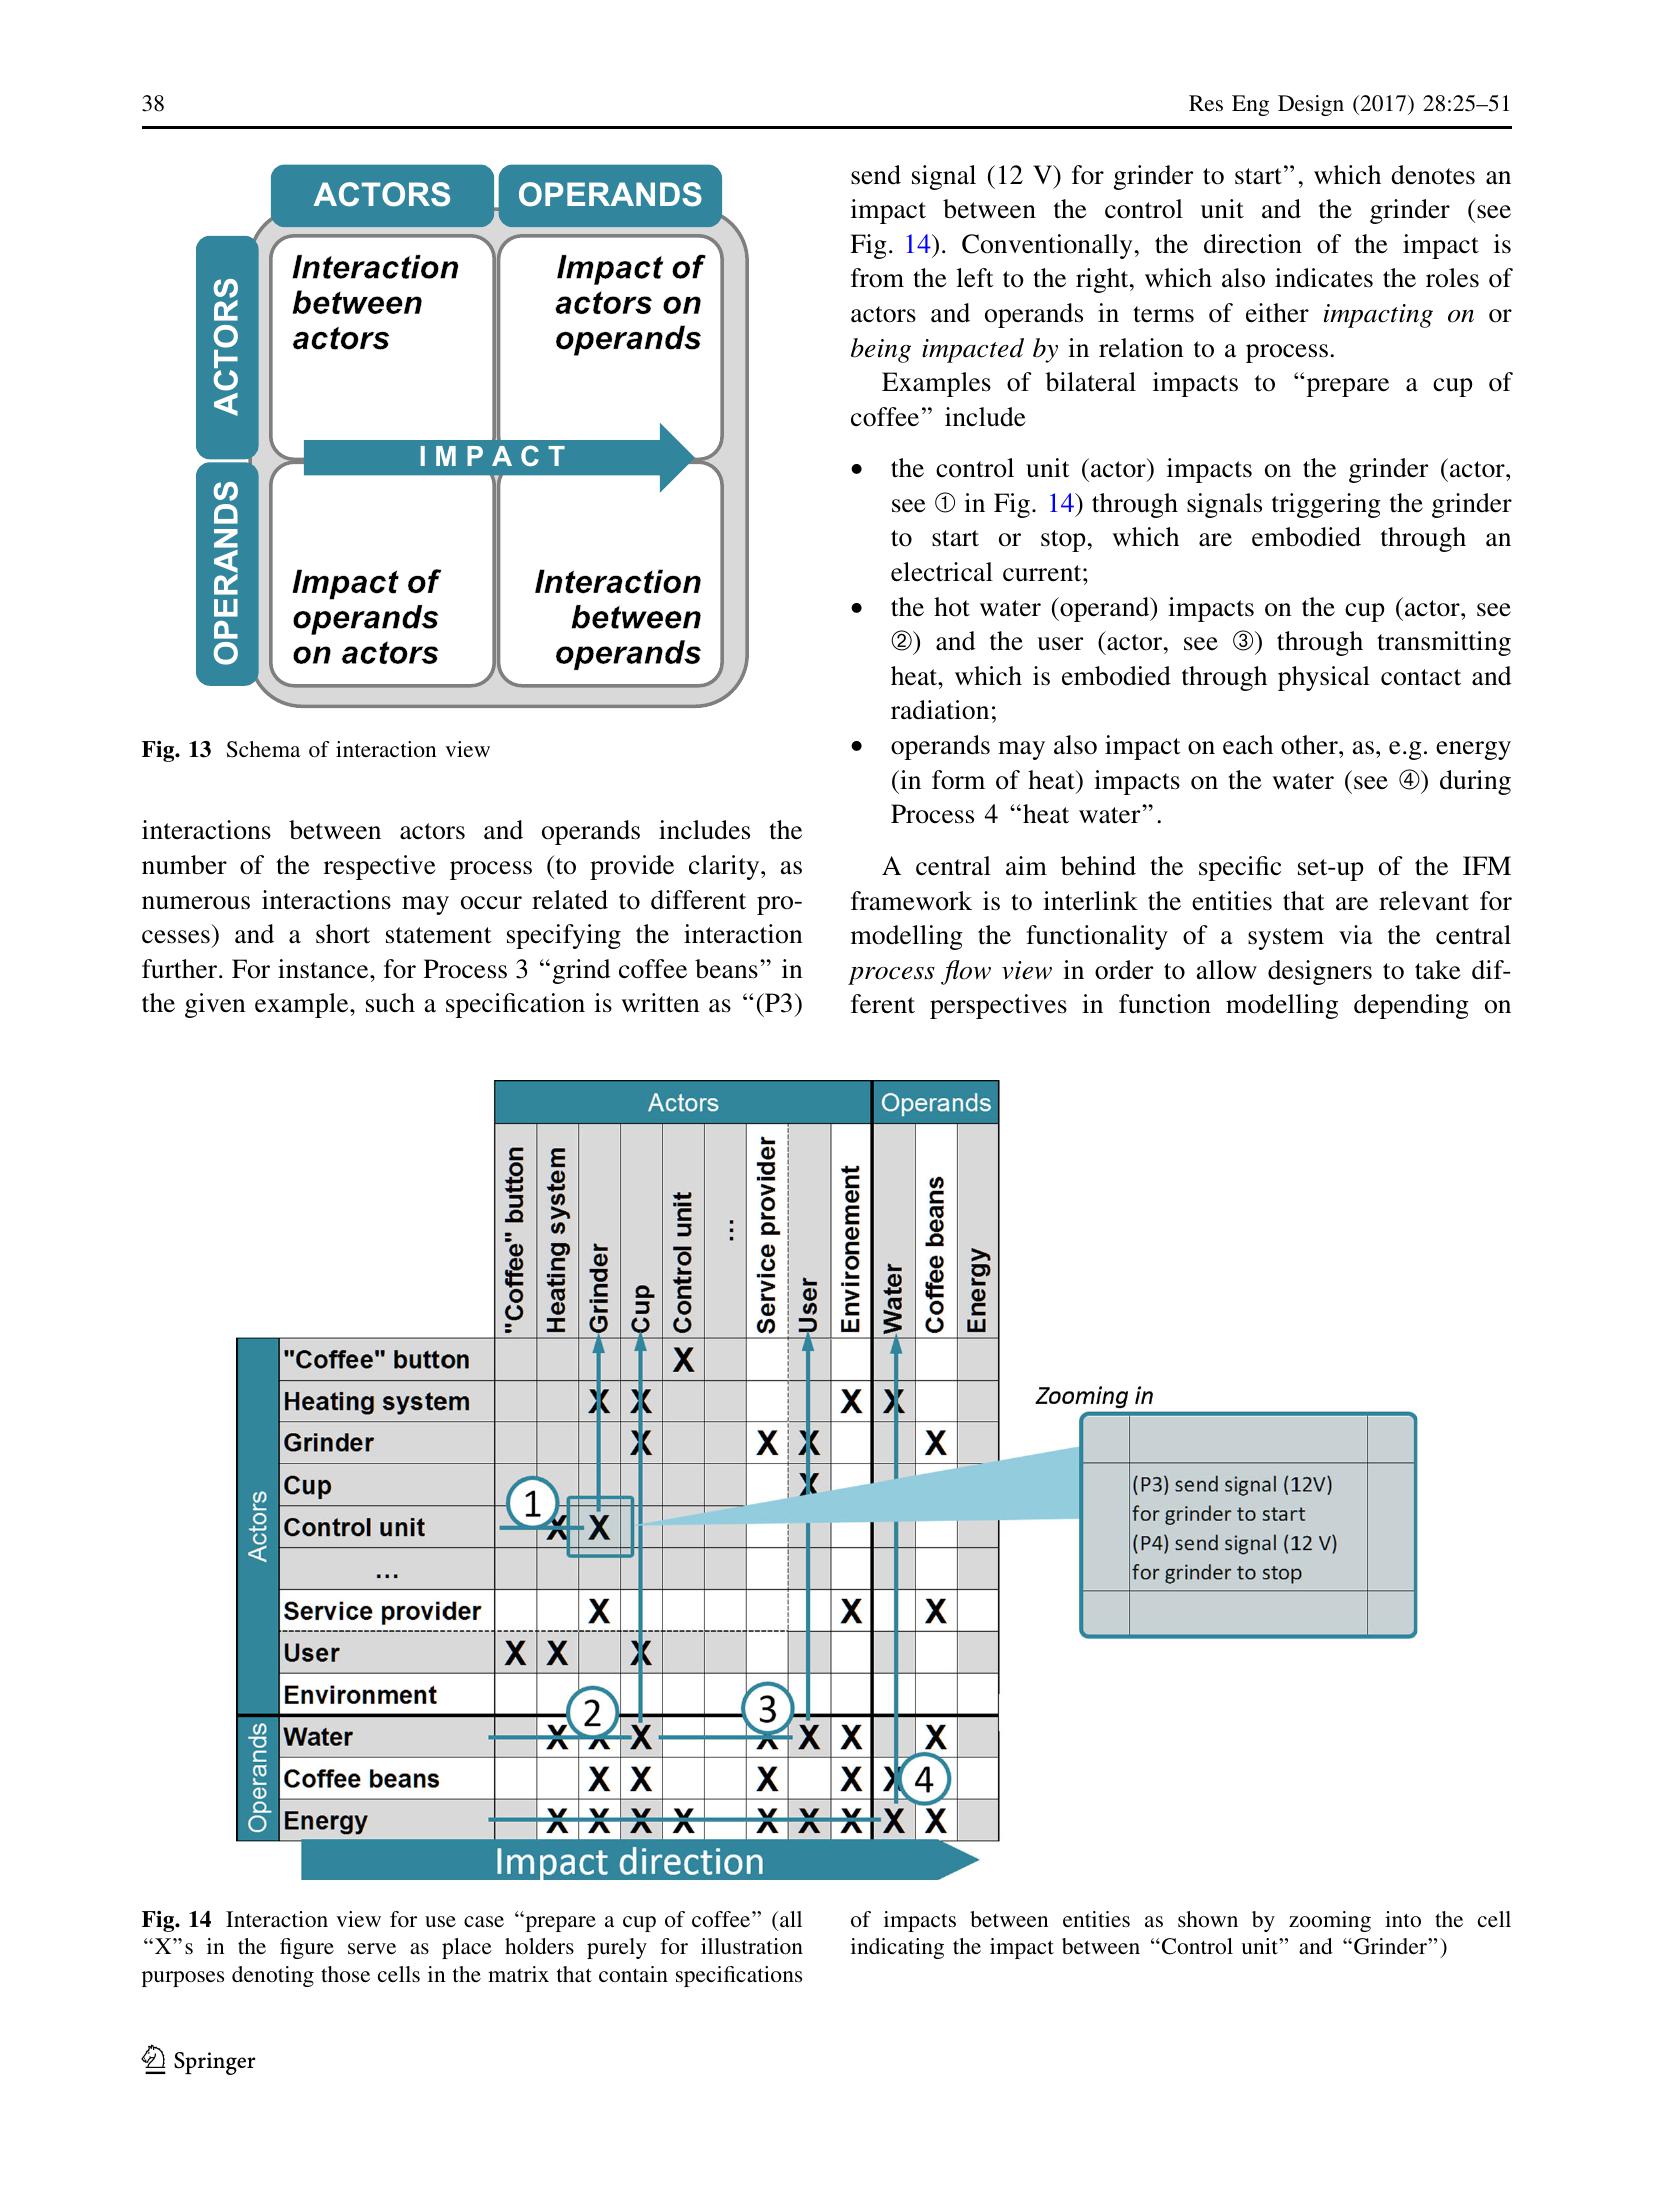 38
Res Eng Design (2017) 28:25–51
ACTORS
OPERANDS
ACTORS
Interaction
between
actors
Impact of
actors on
operands
IMPACT
OPERANDS
Impact of
operands
on actors
Interaction
between
operands
Fig. 13 Schema of interaction view
interactions between actors and operands includes the
number of the respective process (to provide clarity, as
numerous interactions may occur related to different pro-
cesses) and a short statement specifying the interaction
further. For instance, for Process 3 “grind coffee beans” in
the given example, such a specification is written as “(P3)
send signal (12 V) for grinder to start”, which denotes an
impact between the control unit and the grinder (see
Fig. 14). Conventionally, the direction of the impact is
from the left to the right, which also indicates the roles of
actors and operands in terms of either impacting on or
being impacted by in relation to a process.
Examples of bilateral impacts to “prepare a cup of
coffee” include
• the control unit (actor) impacts on the grinder (actor,
see ① in Fig. 14) through signals triggering the grinder
to start or stop, which are embodied through an
electrical current;
• the hot water (operand) impacts on the cup (actor, see
②) and the user (actor, see ③) through transmitting
heat, which is embodied through physical contact and
radiation;
• operands may also impact on each other, as, e.g. energy
(in form of heat) impacts on the water (see ④) during
Process 4 “heat water”.
A central aim behind the specific set-up of the IFM
framework is to interlink the entities that are relevant for
modelling the functionality of a system via the central
process flow view in order to allow designers to take dif-
ferent perspectives in function modelling depending on
Actors
Operands
"Coffee" button
Heating system
Grinder
Cup
Control unit
...
Service provider
User
Environement
Water
Coffee beans
Energy
Actors
"Coffee" button X
Heating system X X X X
Grinder X X X X
Cup X
1
Control unit X X
...
Service provider X X X
User X X X
Environment
2
3
Operands
Water X X X X X X X
Coffee beans X X X X X
4
Energy X X X X X X X X X
Impact direction
Zooming in
(P3) send signal (12V)
for grinder to start
(P4) send signal (12 V)
for grinder to stop
Fig. 14 Interaction view for use case “prepare a cup of coffee” (all
“X”s in the figure serve as place holders purely for illustration
purposes denoting those cells in the matrix that contain specifications
of impacts between entities as shown by zooming into the cell
indicating the impact between “Control unit” and “Grinder”)
Springer